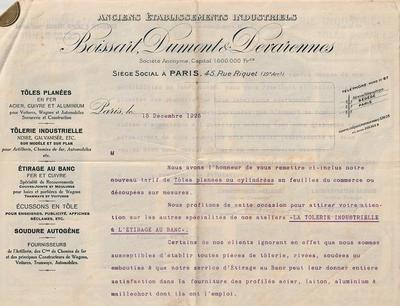 ANCIENS ÉTABLISSEMENTS INDUSTRIELS
Boissart, Dumont & Devarennes
Société Anonyme, Capital 1.600.000 Frcs
SIÈGE SOCIAL À PARIS, 45, Rue Riquet (19e Arrt)
TÉLÉPHONE
PARIS
TÔLES PLANÉES
EN FER
ACIER, CUIVRE ET ALUMINIUM
pour Voitures, Wagons et Automobiles
Serrurerie et Construction
TÔLERIE INDUSTRIELLE
NOIRE, GALVANISÉE, ETC.
SUR MODÈLE ET SUR PLAN
pour Artillerie, Chemins de fer, Automobiles
etc.
ÉTIRAGE AU BANC
FER ET CUIVRE
Spécialité de Recouvrements
COUVRE-JOINTS ET MOULURES
pour baies et portières de Wagons
TRAMWAYS ET VOITURES
ÉCUSSONS EN TÔLE
POUR ENSEIGNES, PUBLICITÉ, AFFICHES
RÉCLAMES, ETC.
SOUDURE AUTOGÈNE
FOURNISSEURS
de l'Artillerie, des Cies de Chemins de fer
et des principaux Constructeurs de Wagons,
Voitures, Tramways, Automobiles.
Paris, le 15 Decembre 1925
M
Nous avons l'honneur de vous remettre ci-inclus notre
nouveau tarif de Tôles planées ou cylindrées en feuilles du commerce ou
découpées sur mesures.
Nous profitons de cette occasion pour attirer votre atten-
tion sur les autres spécialités de nos ateliers -LA TOLERIE INDUSTRIELLE
& L'ETIRAGE AU BANC.-
Certains de nos clients ignorant en effet que nous sommes
susceptibles d'établir toutes pièces de tôlerie, rivées, soudées ou
embouties & que notre service d'Étirage au Banc peut leur donner entière
satisfaction dans la fourniture des profilés acier, laiton, aluminium &
maillechort dont ils ont l'emploi.